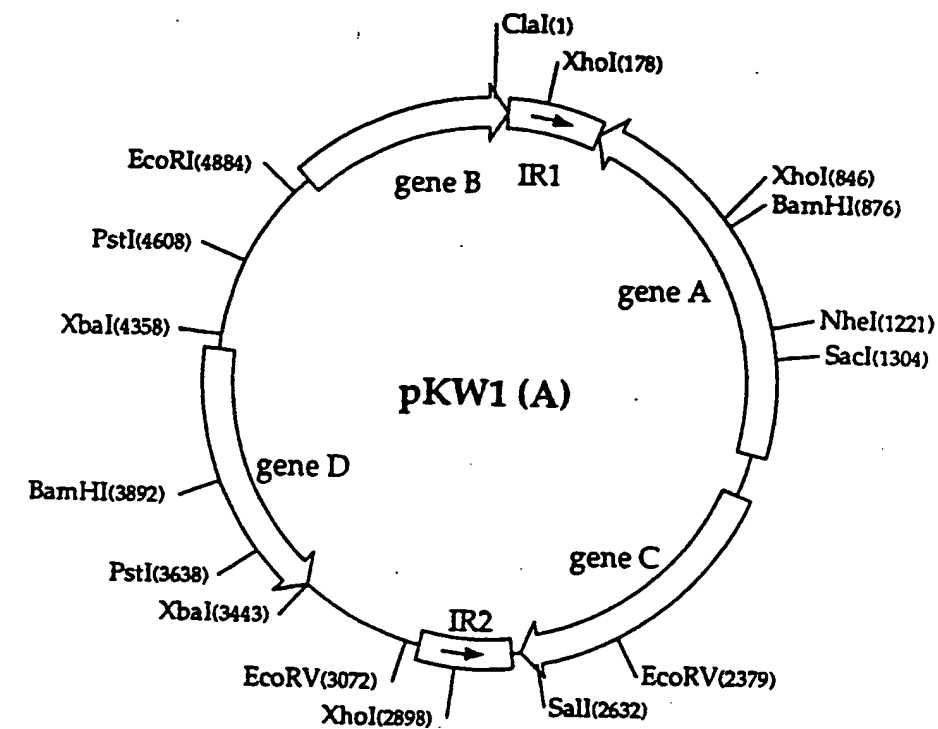 ClaI(1)
XhoI(178)
EcoRI(4884)
gene B
IR1
XhoI(846)
BamHI(876)
PstI(4608)
gene A
XbaI(4358)
NheI(1221)
SacI(1304)
pKW1 (A)
gene D
BamHI(3892)
gene C
PstI(3638)
XbaI(3443)
IR2
EcoRV(3072)
EcoRV(2379)
XhoI(2898)
SalI(2632)